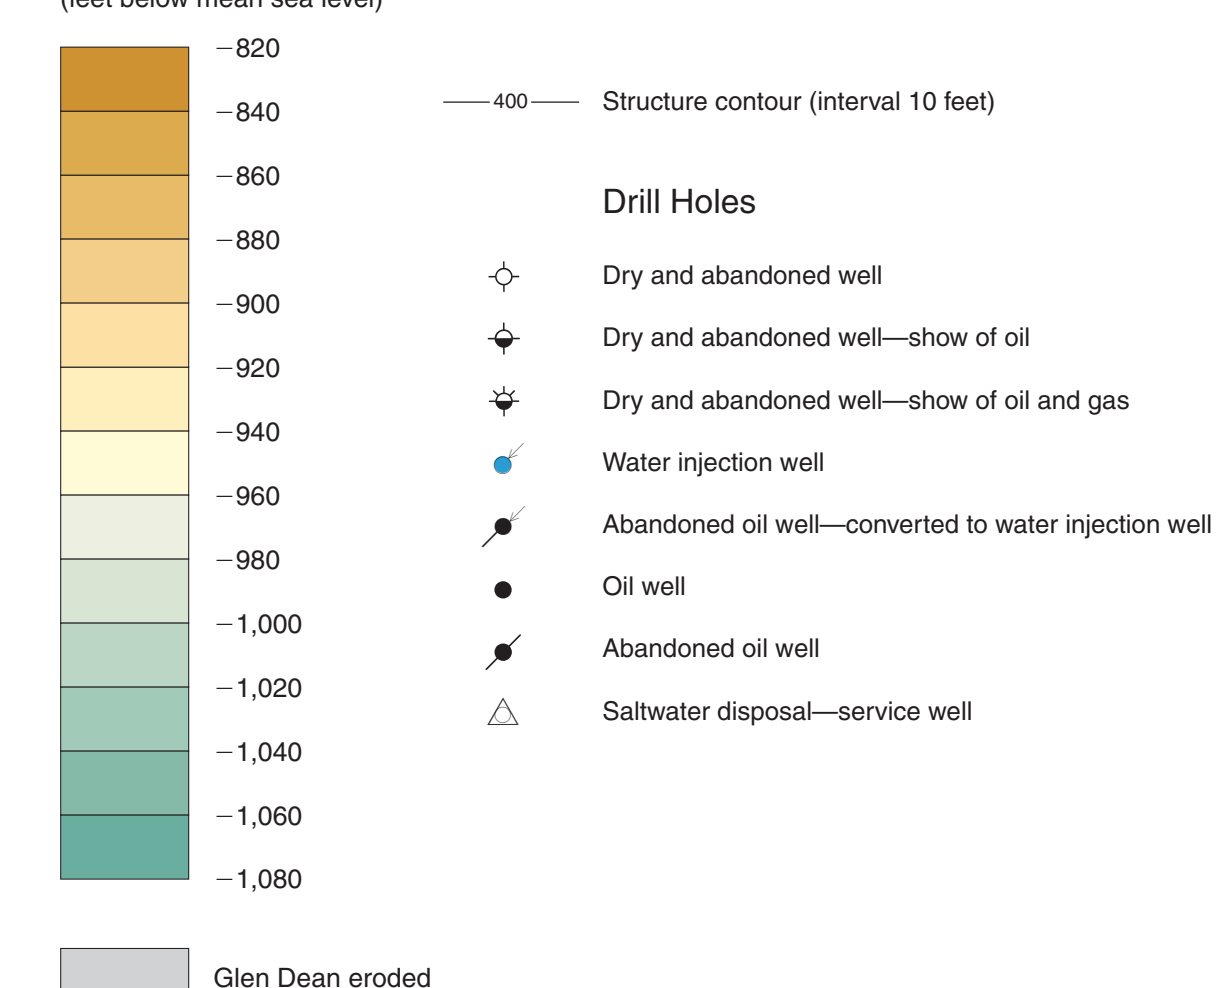 (feet below mean sea level)
−820
−840
−860
−880
−900
−920
−940
−960
−980
−1,000
−1,020
−1,040
−1,060
−1,080
Glen Dean eroded
400
Structure contour (interval 10 feet)
Drill Holes
Dry and abandoned well
Dry and abandoned well—show of oil
Dry and abandoned well—show of oil and gas
Water injection well
Abandoned oil well—converted to water injection well
Oil well
Abandoned oil well
Saltwater disposal—service well